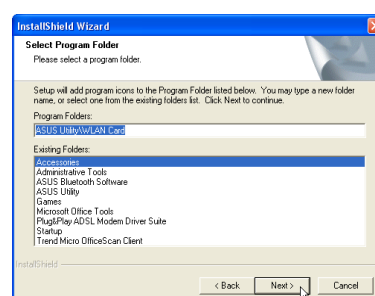 InstallShield Wizard
Select Program Folder
Please select a program folder.
Setup will add program icons to the Program Folder listed below. You may type a new folder
name, or select one from the existing folders list. Click Next to continue.
Program Folders:
ASUS Utility\WLAN Card
Existing Folders:
Accessories
Administrative Tools
ASUS Bluetooth Software
ASUS Utility
Games
Microsoft Office Tools
Plug&Play ADSL Modem Driver Suite
Startup
Trend Micro OfficeScan Client
InstallShield
< Back Next > Cancel